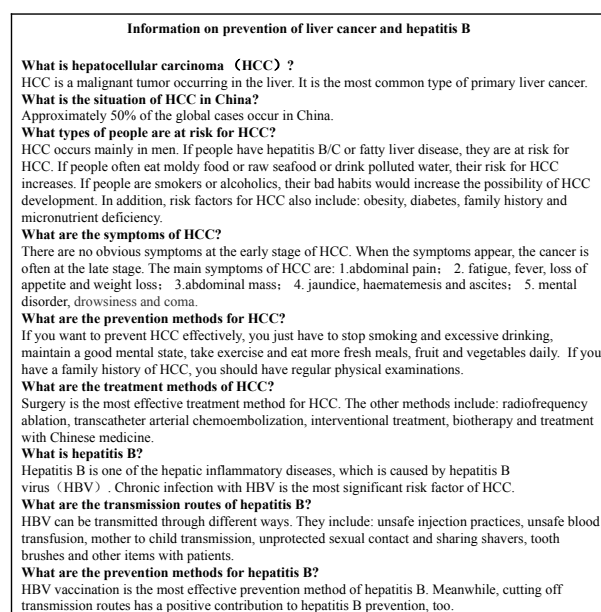 Information on prevention of liver cancer and hepatitis B
What is hepatocellular carcinoma （HCC）?
HCC is a malignant tumor occurring in the liver. It is the most common type of primary liver cancer.
What is the situation of HCC in China?
Approximately 50% of the global cases occur in China.
What types of people are at risk for HCC?
HCC occurs mainly in men. If people have hepatitis B/C or fatty liver disease, they are at risk for
HCC. If people often eat moldy food or raw seafood or drink polluted water, their risk for HCC
increases. If people are smokers or alcoholics, their bad habits would increase the possibility of HCC
development. In addition, risk factors for HCC also include: obesity, diabetes, family history and
micronutrient deficiency.
What are the symptoms of HCC?
There are no obvious symptoms at the early stage of HCC. When the symptoms appear, the cancer is
often at the late stage. The main symptoms of HCC are: 1.abdominal pain； 2. fatigue, fever, loss of
appetite and weight loss； 3.abdominal mass； 4. jaundice, haematemesis and ascites； 5. mental
disorder, drowsiness and coma.
What are the prevention methods for HCC?
If you want to prevent HCC effectively, you just have to stop smoking and excessive drinking,
maintain a good mental state, take exercise and eat more fresh meals, fruit and vegetables daily.  If you
have a family history of HCC, you should have regular physical examinations.
What are the treatment methods of HCC?
Surgery is the most effective treatment method for HCC. The other methods include: radiofrequency
ablation, transcatheter arterial chemoembolization, interventional treatment, biotherapy and treatment
with Chinese medicine.
What is hepatitis B?
Hepatitis B is one of the hepatic inflammatory diseases, which is caused by hepatitis B
virus（HBV）. Chronic infection with HBV is the most significant risk factor of HCC.
What are the transmission routes of hepatitis B?
HBV can be transmitted through different ways. They include: unsafe injection practices, unsafe blood
transfusion, mother to child transmission, unprotected sexual contact and sharing shavers, tooth
brushes and other items with patients.
What are the prevention methods for hepatitis B?
HBV vaccination is the most effective prevention method of hepatitis B. Meanwhile, cutting off
transmission routes has a positive contribution to hepatitis B prevention, too.